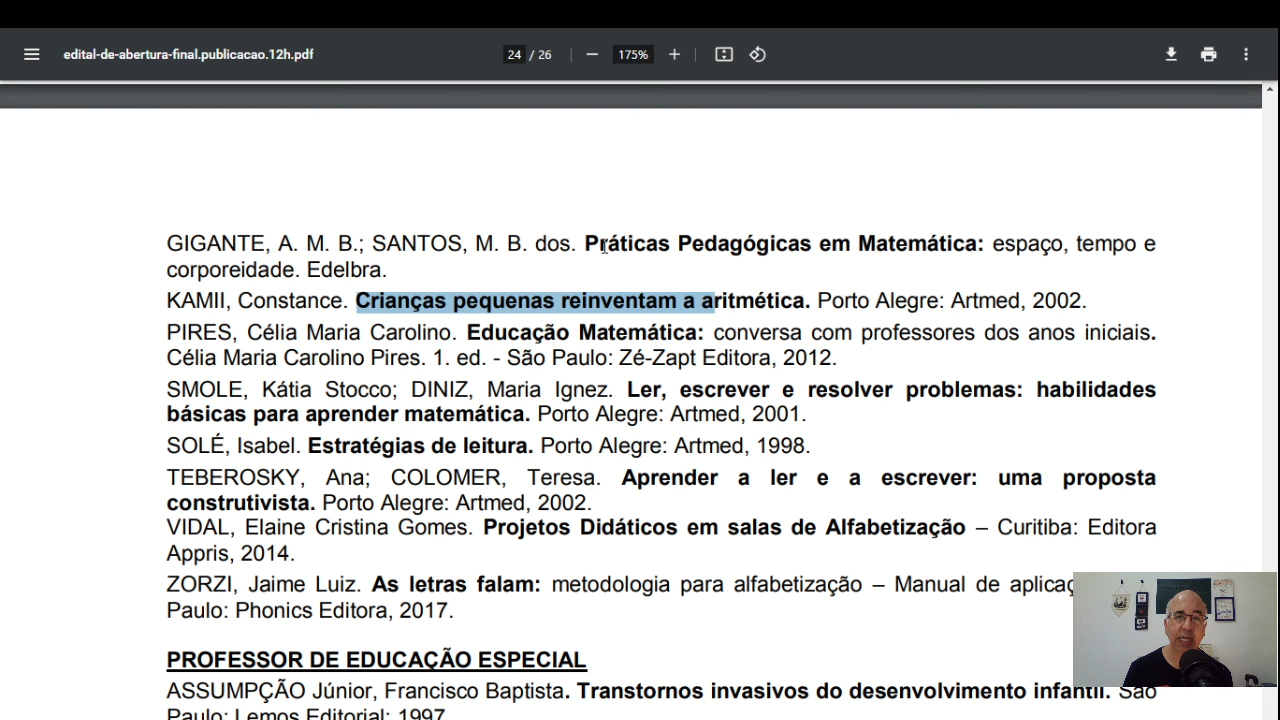 edital-de-abertura-final.publicacao.12h.pdf
24 / 26
175%
GIGANTE, A. M. B.; SANTOS, M. B. dos. Práticas Pedagógicas em Matemática: espaço, tempo e
corporeidade. Edelbra.
KAMII, Constance. Crianças pequenas reinventam a aritmética. Porto Alegre: Artmed, 2002.
PIRES, Célia Maria Carolino. Educação Matemática: conversa com professores dos anos iniciais.
Célia Maria Carolino Pires. 1. ed. - São Paulo: Zé-Zapt Editora, 2012.
SMOLE, Kátia Stocco; DINIZ, Maria Ignez. Ler, escrever e resolver problemas: habilidades
básicas para aprender matemática. Porto Alegre: Artmed, 2001.
SOLÉ, Isabel. Estratégias de leitura. Porto Alegre: Artmed, 1998.
TEBEROSKY, Ana; COLOMER, Teresa. Aprender a ler e a escrever: uma proposta
construtivista. Porto Alegre: Artmed, 2002.
VIDAL, Elaine Cristina Gomes. Projetos Didáticos em salas de Alfabetização – Curitiba: Editora
Appris, 2014.
ZORZI, Jaime Luiz. As letras falam: metodologia para alfabetização – Manual de
Paulo: Phonics Editora, 2017.
PROFESSOR DE EDUCAÇÃO ESPECIAL
ASSUMPÇÃO Júnior, Francisco Baptista. Transtornos invasivos do desenvolvimento infantil. São
Paulo: Lemos Editorial: 1997.